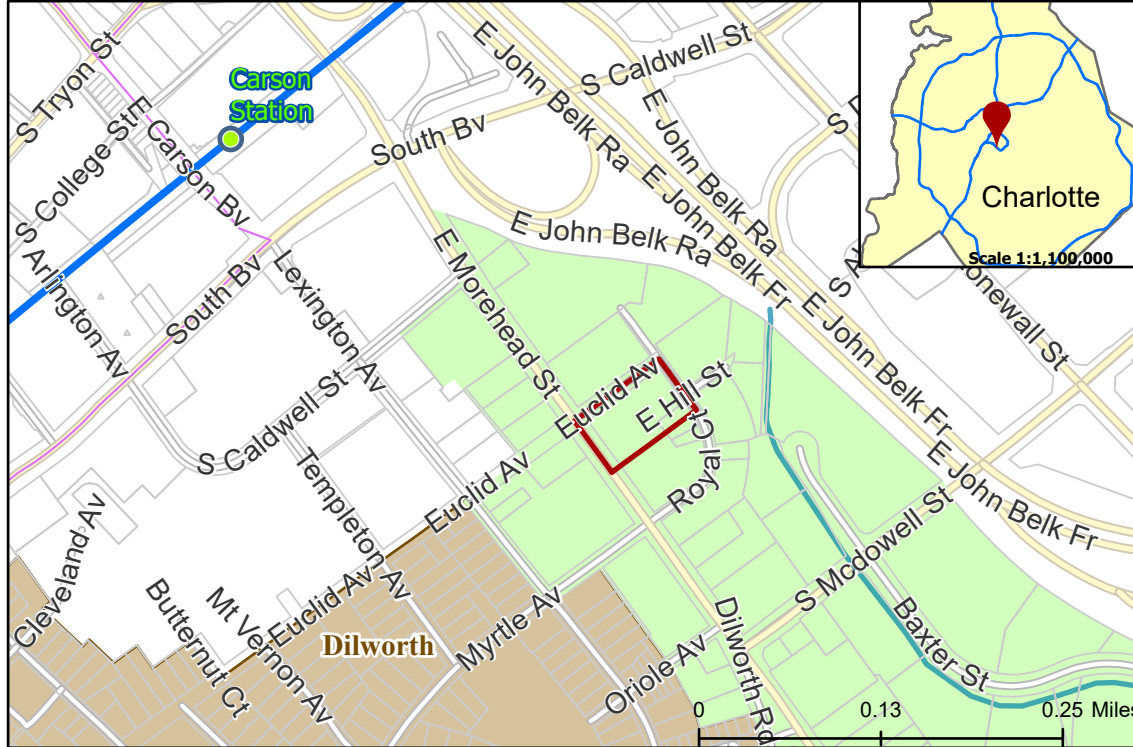 S Tryon St
S College St
S Arlington Av
E Carson Bv
Carson
Station
South Bv
South Bv
Lexington Av
S Caldwell St
S Caldwell St
E John Belk Ra
E John Belk Ra
E John Belk Ra
E John Belk Fr
E John Belk Fr
E John Belk Fr
E Morehead St
Euclid Av
E Hill St
Royal Ct
Euclid Av
Euclid Av
Templeton Av
Cleveland Av
Butternut Ct
Mt Vernon Av
Dilworth
Myrtle Av
Oriole Av
Dilworth Rd
S Mcdowell St
Baxter St
Charlotte
Scale 1:1,100,000
0
0.13
0.25 Miles